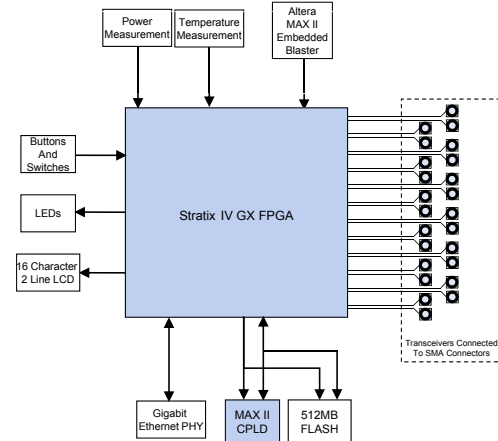 Power
Measurement
Temperature
Measurement
Altera
MAX II
Embedded
Blaster
Buttons
And
Switches
Stratix IV GX FPGA
LEDs
16 Character
2 Line LCD
Transceivers Connected
To SMA Connectors
Gigabit
Ethernet PHY
MAX II
CPLD
512MB
FLASH